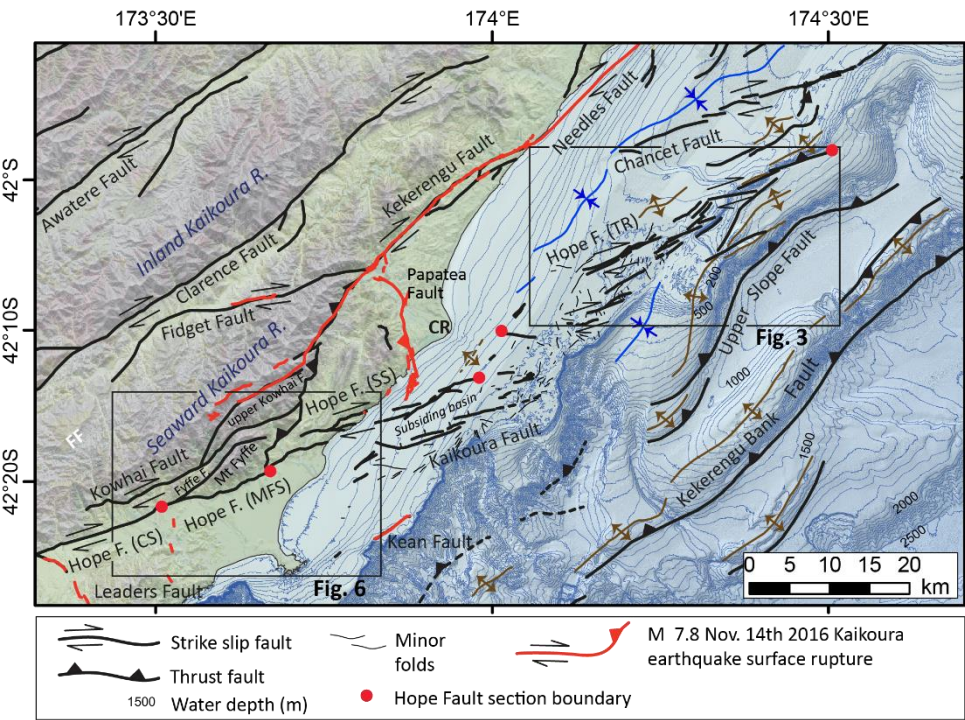 173°30'E
174°E
174°30'E
42°S
42°10'S
42°20'S
Needles Fault
Chancet Fault
Awatere Fault
Inland Kaikoura R.
Kekerengu Fault
Clarence Fault
Hope F. (TR)
Papatea
Fault
Fidget Fault
CR
200
500
Upper Slope Fault
Fig. 3
Seaward Kaikoura R.
upper Kowhai F.
Hope F. (SS)
Subsiding basin
1000
FF
Kaikoura Fault
Kekerengu Bank Fault
1500
Kowhai Fault
Fyffe F.
Mt Fyffe
Hope F. (MFS)
2000
2500
Hope F. (CS)
Kean Fault
Leaders Fault
Fig. 6
0 5 10 15 20
km
Strike slip fault
Thrust fault
1500 Water depth (m)
Minor
folds
Hope Fault section boundary
M 7.8 Nov. 14th 2016 Kaikoura
earthquake surface rupture